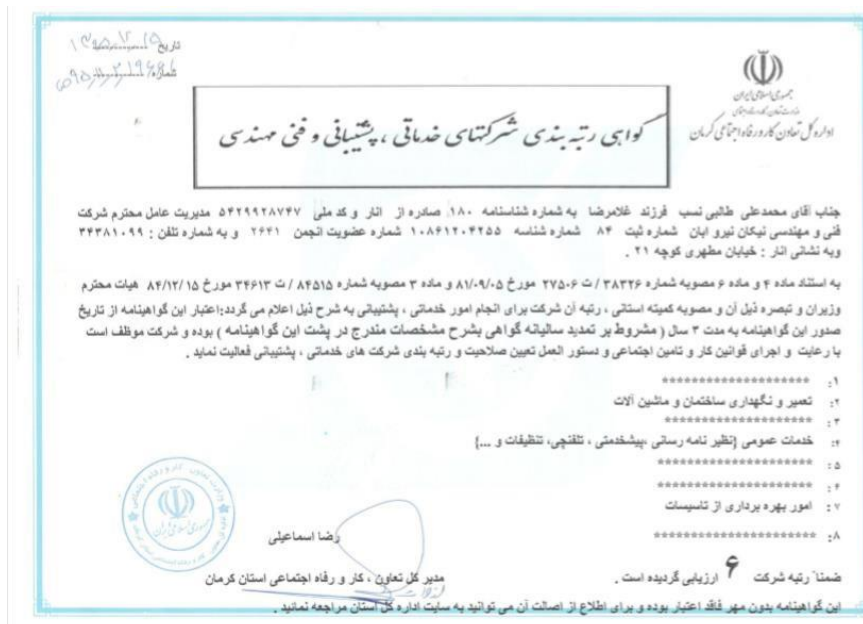 تاریخ
شماره
جمهوری اسلامی ایران
وزارت تعاون، کار و رفاه اجتماعی
اداره کل تعاون کار و رفاه اجتماعی کرمان
گواهی رتبه بندی شرکتهای خدماتی ، پشتیبانی و فنی مهندسی
جناب آقای محمدعلی طالبی نسب فرزند غلامرضا به شماره شناسنامه ۱۸۰ صادره از انار و کد ملی ۵۴۲۹۹۲۸۷۴۷ مدیریت عامل محترم شرکت
فنی و مهندسی نیکان نیرو ابان شماره ثبت ۸۴ شماره شناسه ۱۰۸۶۱۲۰۴۲۵۵ شماره عضویت انجمن ۲۶۴۱ و به شماره تلفن : ۳۴۳۸۱۰۹۹
وبه نشانی انار : خیابان مطهری کوچه ۲۱ .
به استناد ماده ۴ و ماده ۶ مصوبه شماره ۳۸۳۲۶ / ت ۲۷۵۰۶ مورخ ۸۱/۰۹/۰۵ و ماده ۳ مصوبه شماره ۸۴۵۱۵ / ت ۳۴۶۱۳ مورخ ۸۴/۱۲/۱۵ هیات محترم
وزیران و تبصره ذیل آن و مصوبه کمیته استانی ، رتبه آن شرکت برای انجام امور خدماتی ، پشتیبانی به شرح ذیل اعلام می گردد:اعتبار این گواهینامه از تاریخ
صدور این گواهینامه به مدت ۳ سال ( مشروط بر تمدید سالیانه گواهی بشرح مشخصات مندرج در پشت این گواهینامه ) بوده و شرکت موظف است
با رعایت و اجرای قوانین کار و تامین اجتماعی و دستور العمل تعیین صلاحیت و رتبه بندی شرکت های خدماتی ، پشتیبانی فعالیت نماید .
۱: *********************
۲: تعمیر و نگهداری ساختمان و ماشین آلات
۳: *********************
۴: خدمات عمومی {نظیر نامه رسانی ،پیشخدمتی ، تلفنچی، تنظیفات و ...}
۵: **********************
۶: **********************
۷: امور بهره برداری از تاسیسات
۸: ***********************
رضا اسماعیلی
ضمناً رتبه شرکت ۶ ارزیابی گردیده است .
مدیر کل تعاون ، کار و رفاه اجتماعی استان کرمان
این گواهینامه بدون مهر فاقد اعتبار بوده و برای اطلاع از اصالت آن می توانید به سایت اداره کل استان مراجعه نمائید .